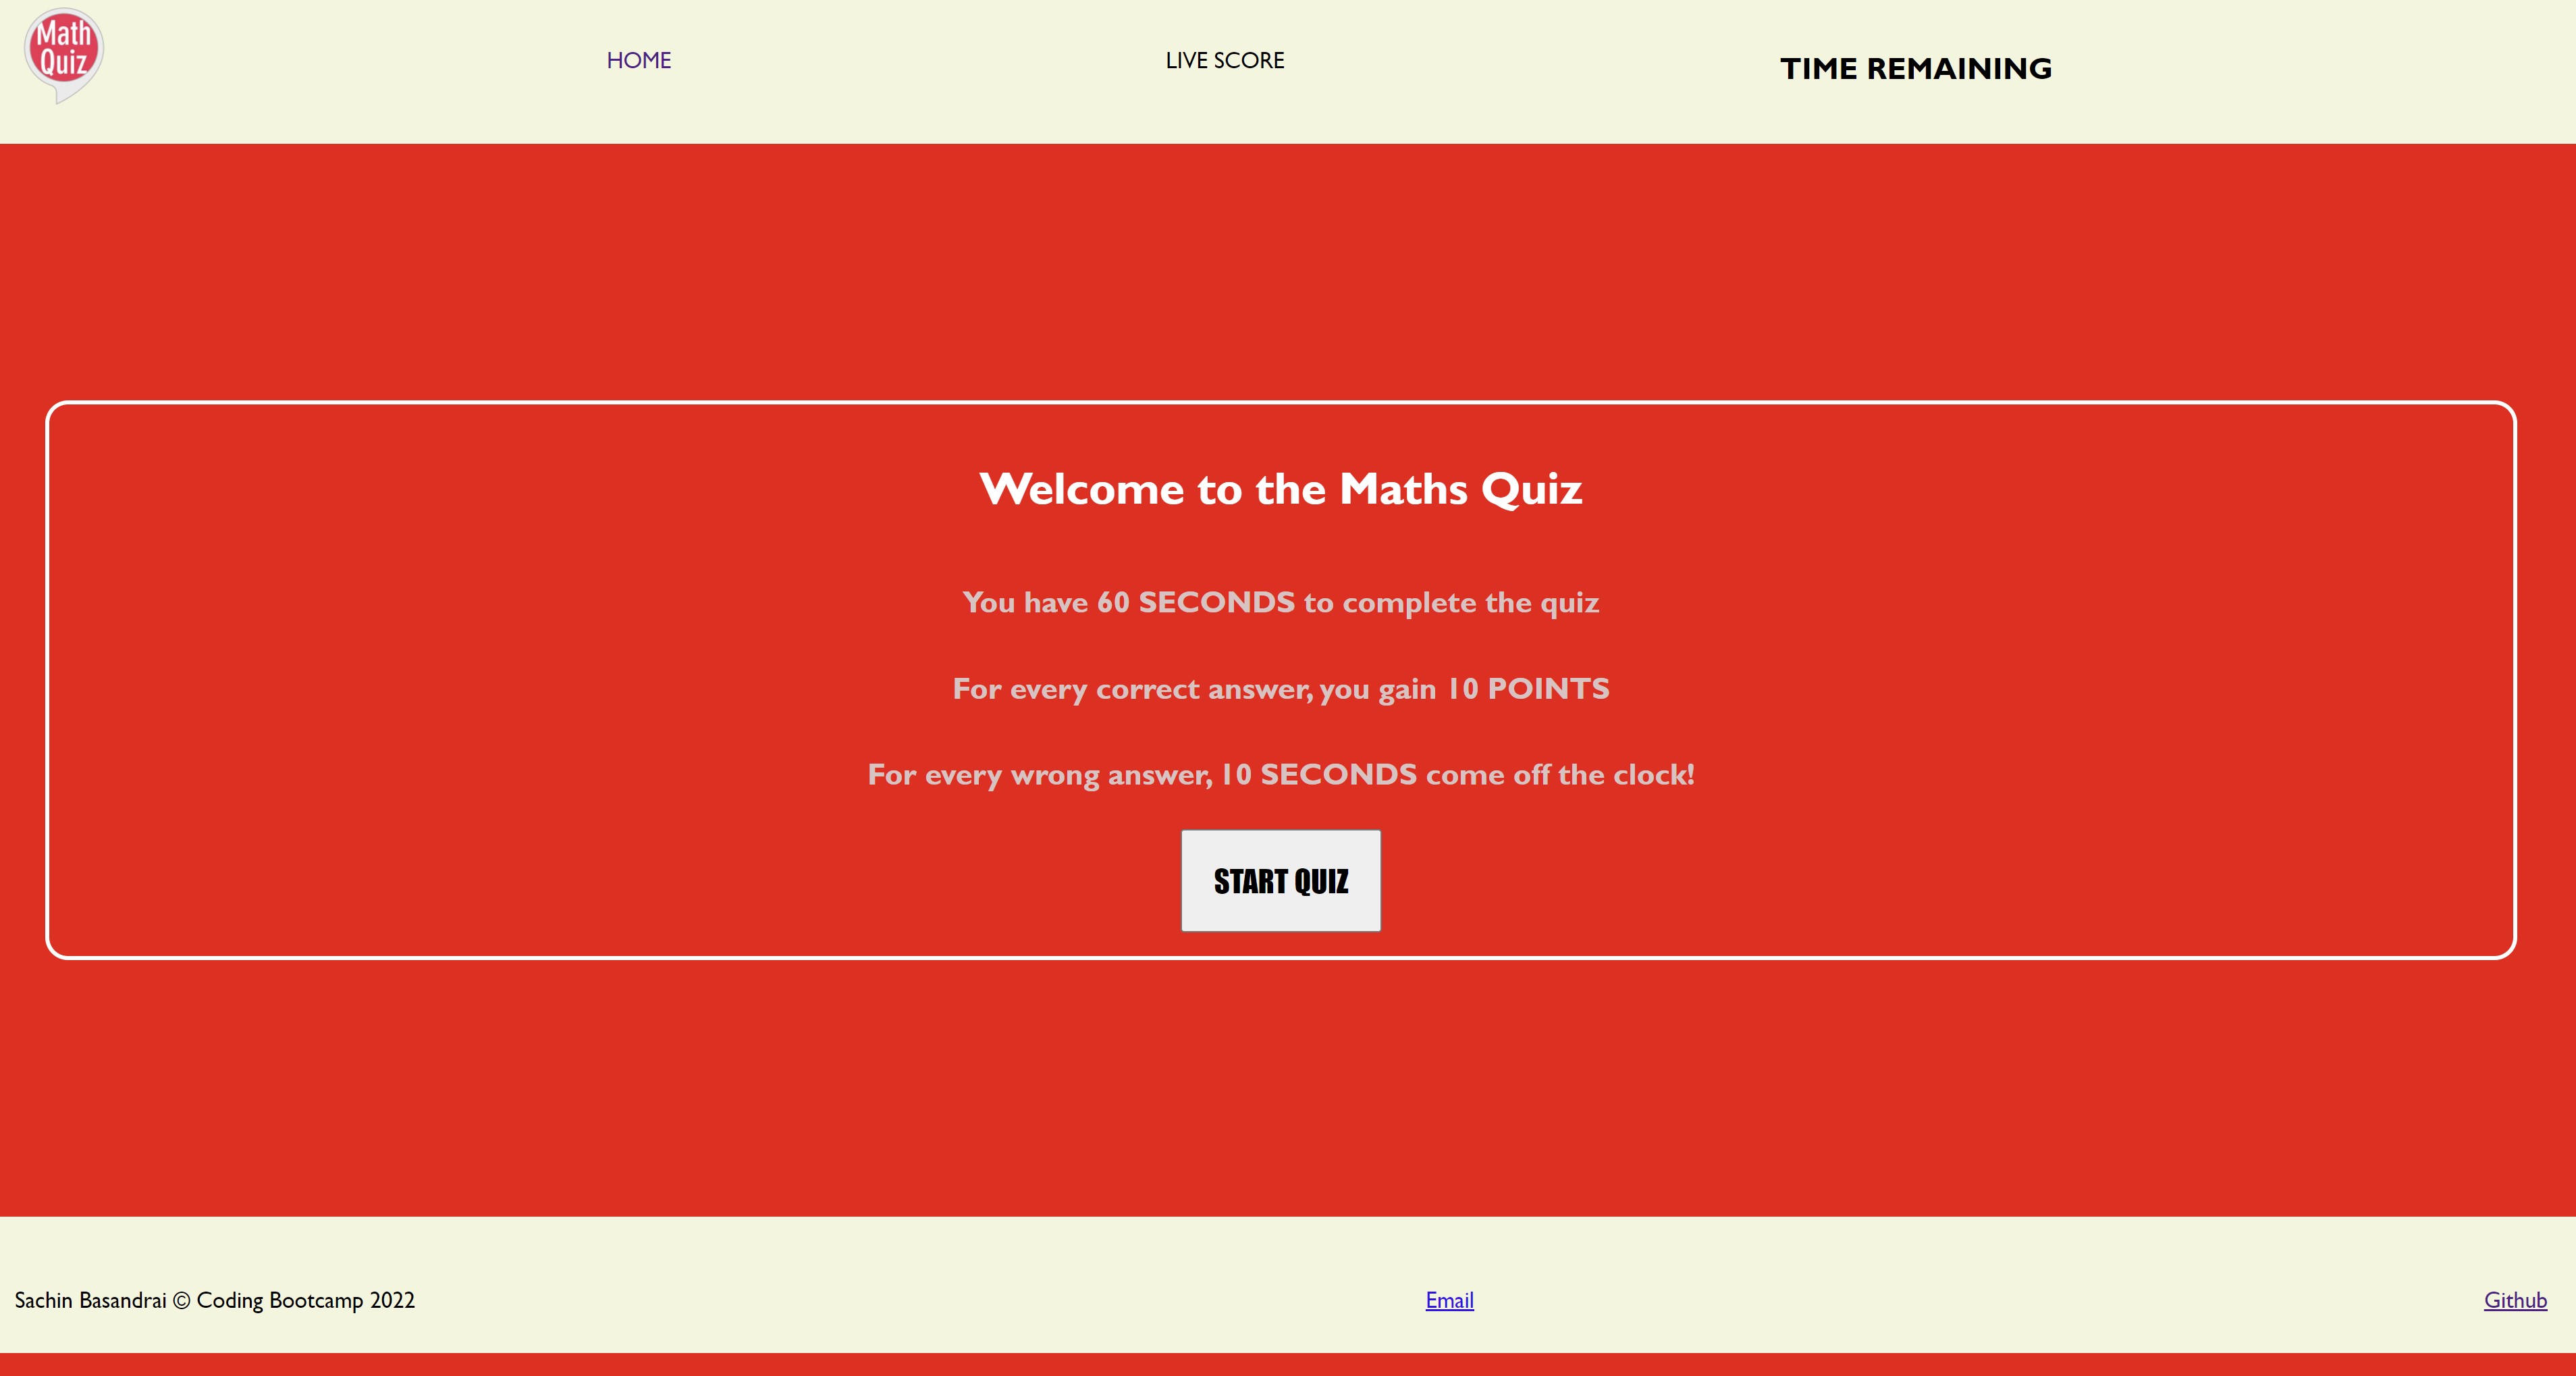 Math
Quiz
HOME
LIVE SCORE
TIME REMAINING
Welcome to the Maths Quiz
You have 60 SECONDS to complete the quiz
For every correct answer, you gain 10 POINTS
For every wrong answer, 10 SECONDS come off the clock!
START QUIZ
Sachin Basandrai © Coding Bootcamp 2022
Email
Github